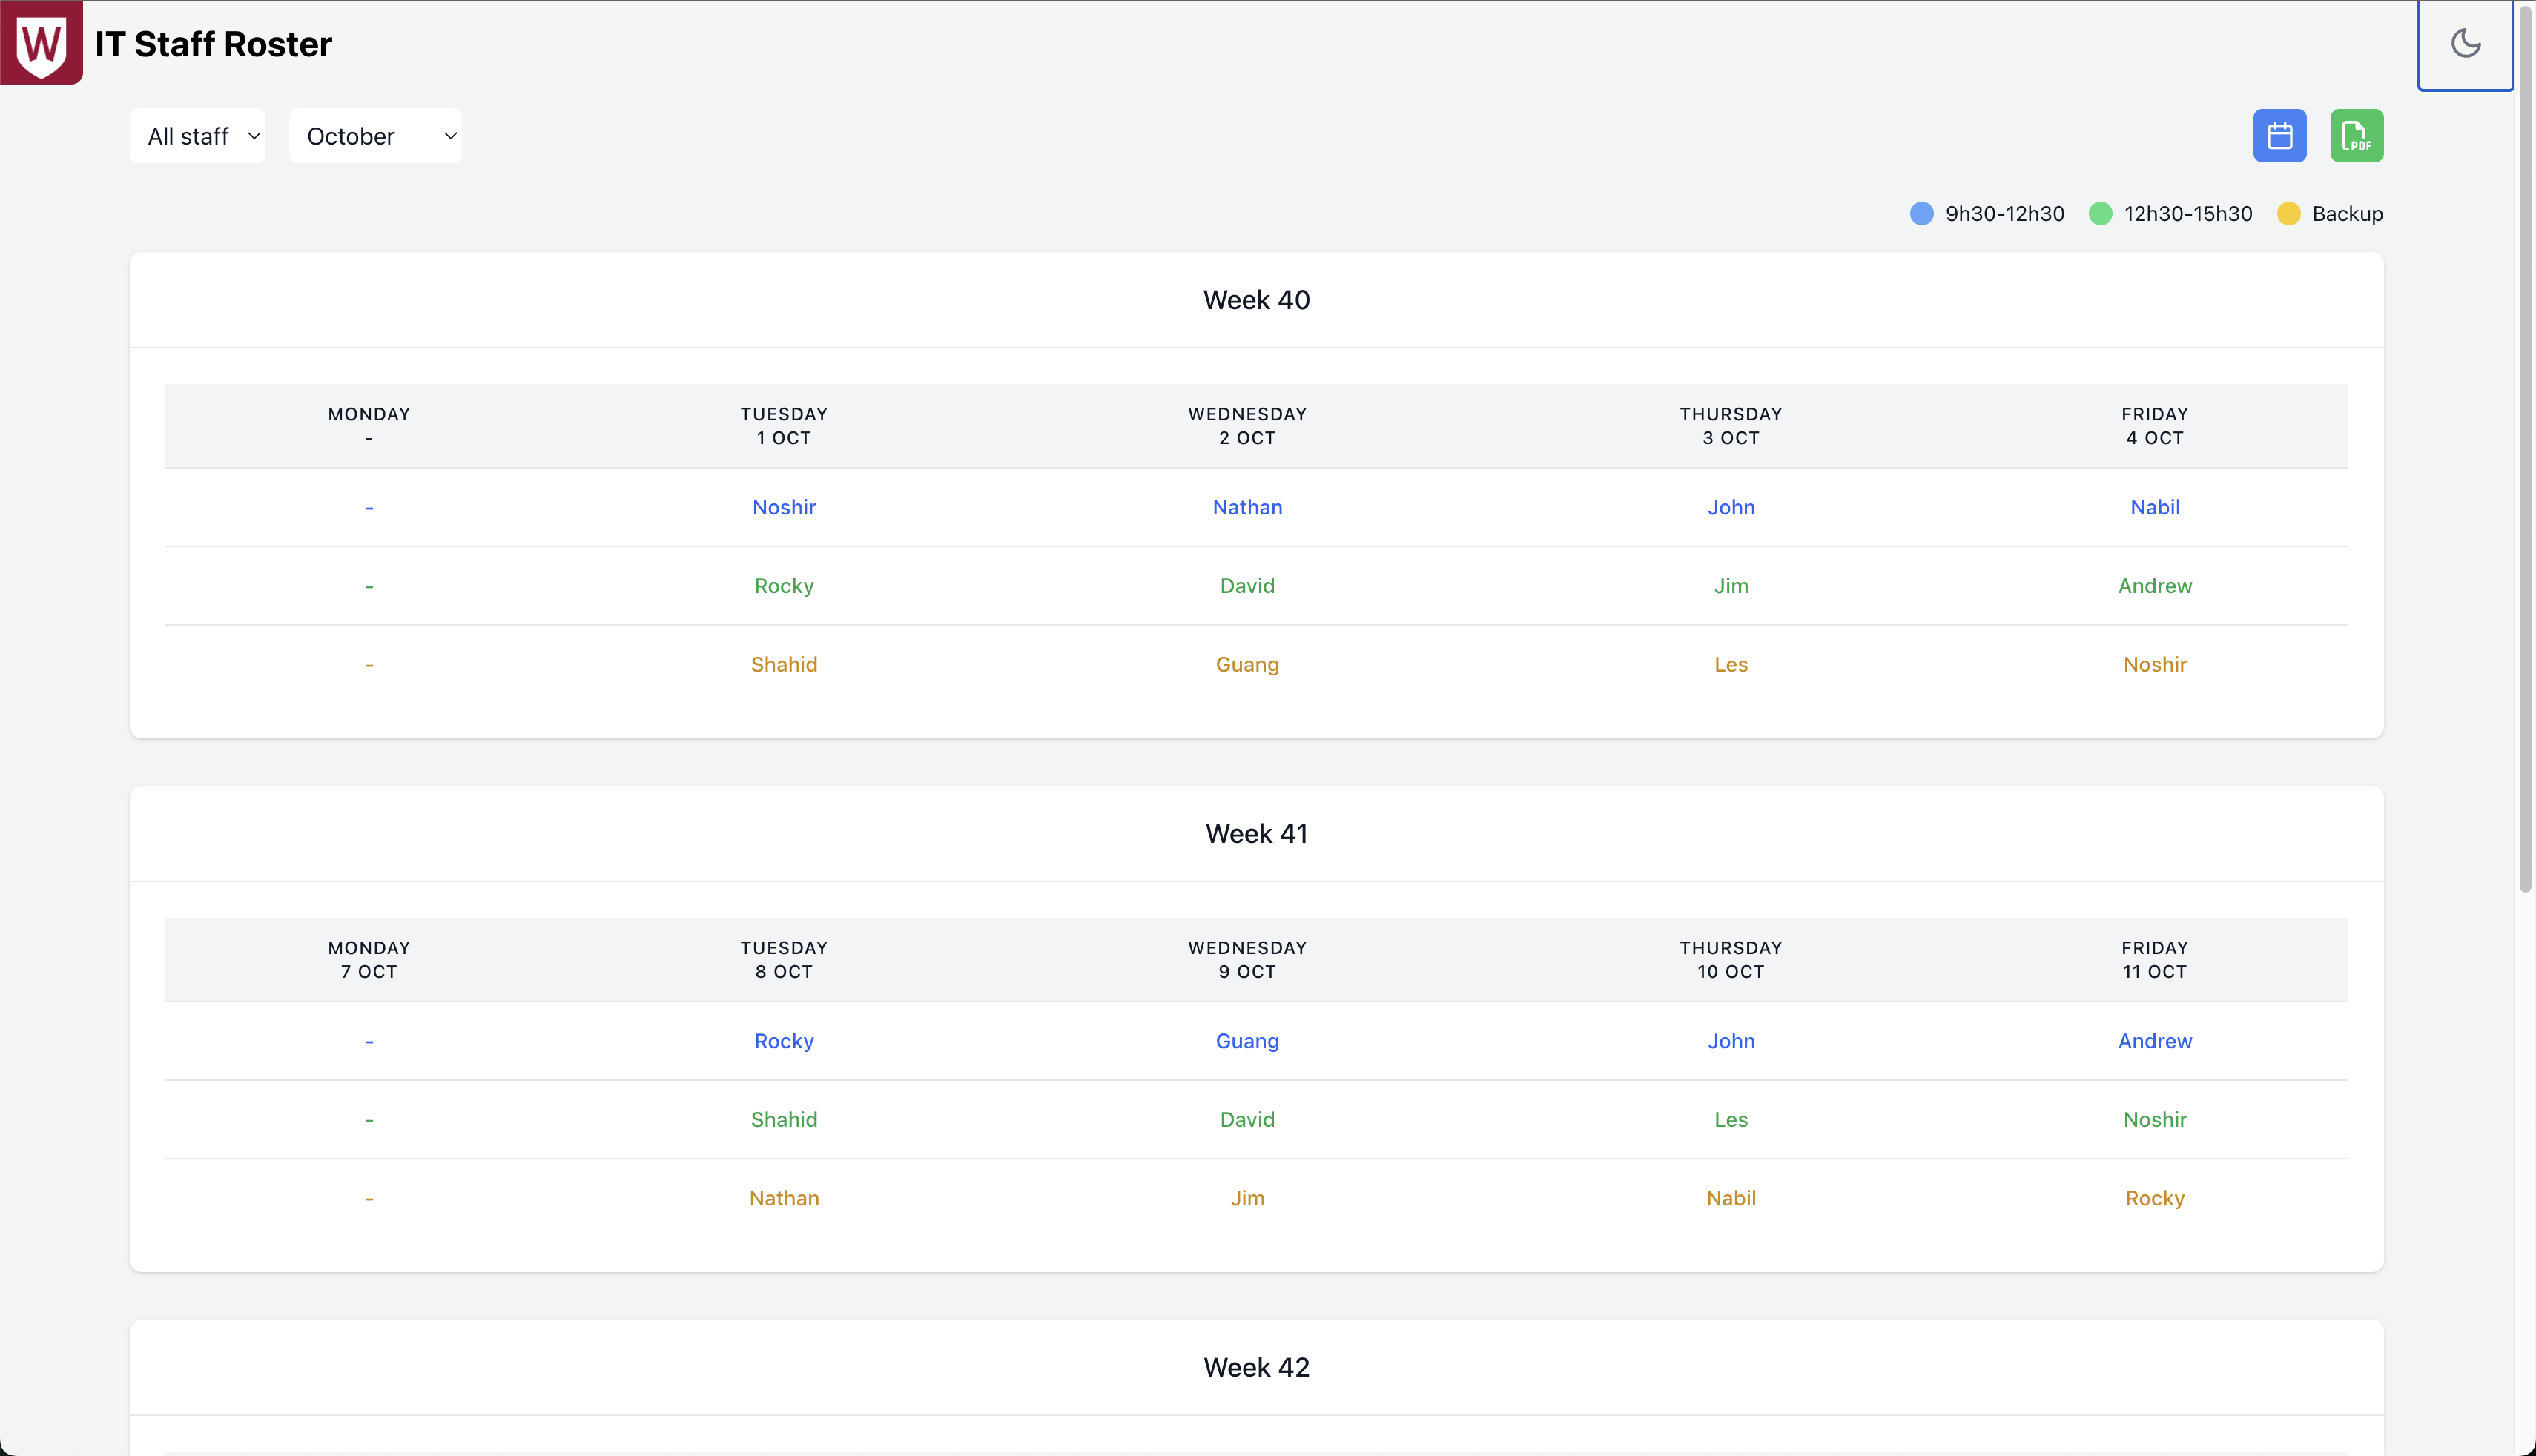 W IT Staff Roster
All staff October
PDF
9h30-12h30 12h30-15h30 Backup
Week 40
MONDAY TUESDAY WEDNESDAY THURSDAY FRIDAY
- 1 OCT 2 OCT 3 OCT 4 OCT
- Noshir Nathan John Nabil
- Rocky David Jim Andrew
- Shahid Guang Les Noshir
Week 41
MONDAY TUESDAY WEDNESDAY THURSDAY FRIDAY
7 OCT 8 OCT 9 OCT 10 OCT 11 OCT
- Rocky Guang John Andrew
- Shahid David Les Noshir
- Nathan Jim Nabil Rocky
Week 42